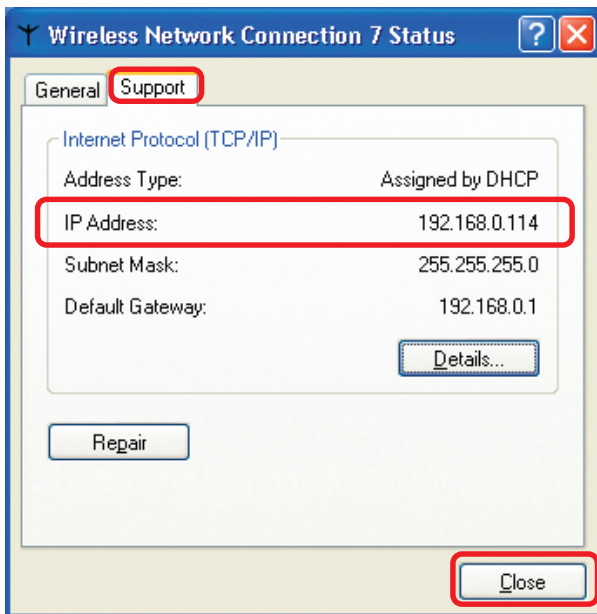 Wireless Network Connection 7 Status
General Support
Internet Protocol (TCP/IP)
Address Type: Assigned by DHCP
IP Address: 192.168.0.114
Subnet Mask: 255.255.255.0
Default Gateway: 192.168.0.1
Details...
Repair
Close